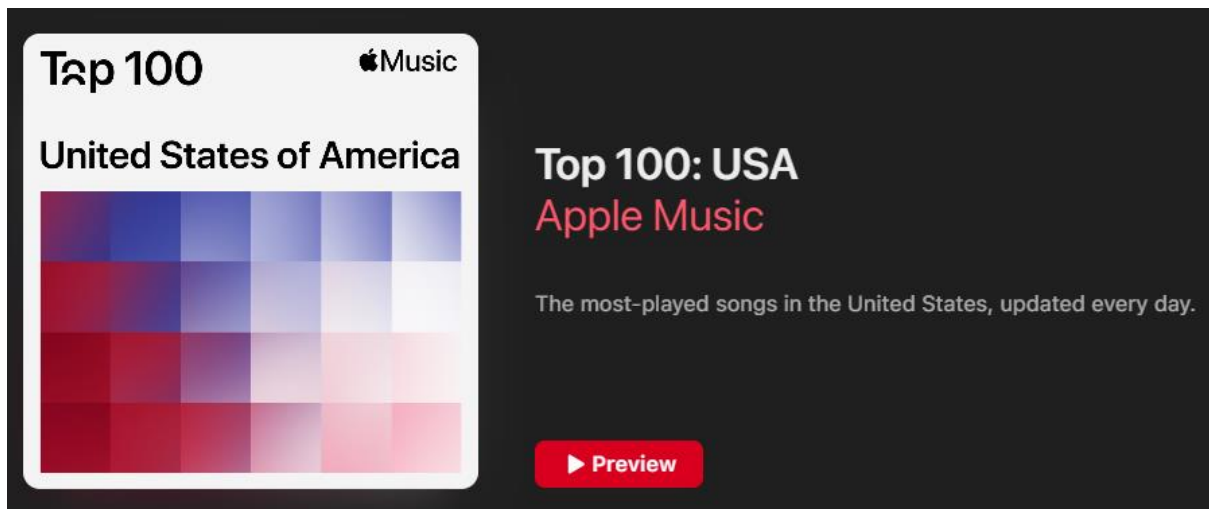 Top 100
Music
United States of America
Top 100: USA
Apple Music
The most-played songs in the United States, updated every day.
Preview